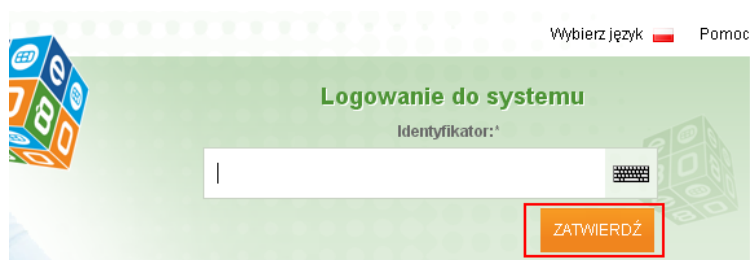 Wybierz język Pomoc
Logowanie do systemu
Identyfikator:*
ZATWIERDŹ